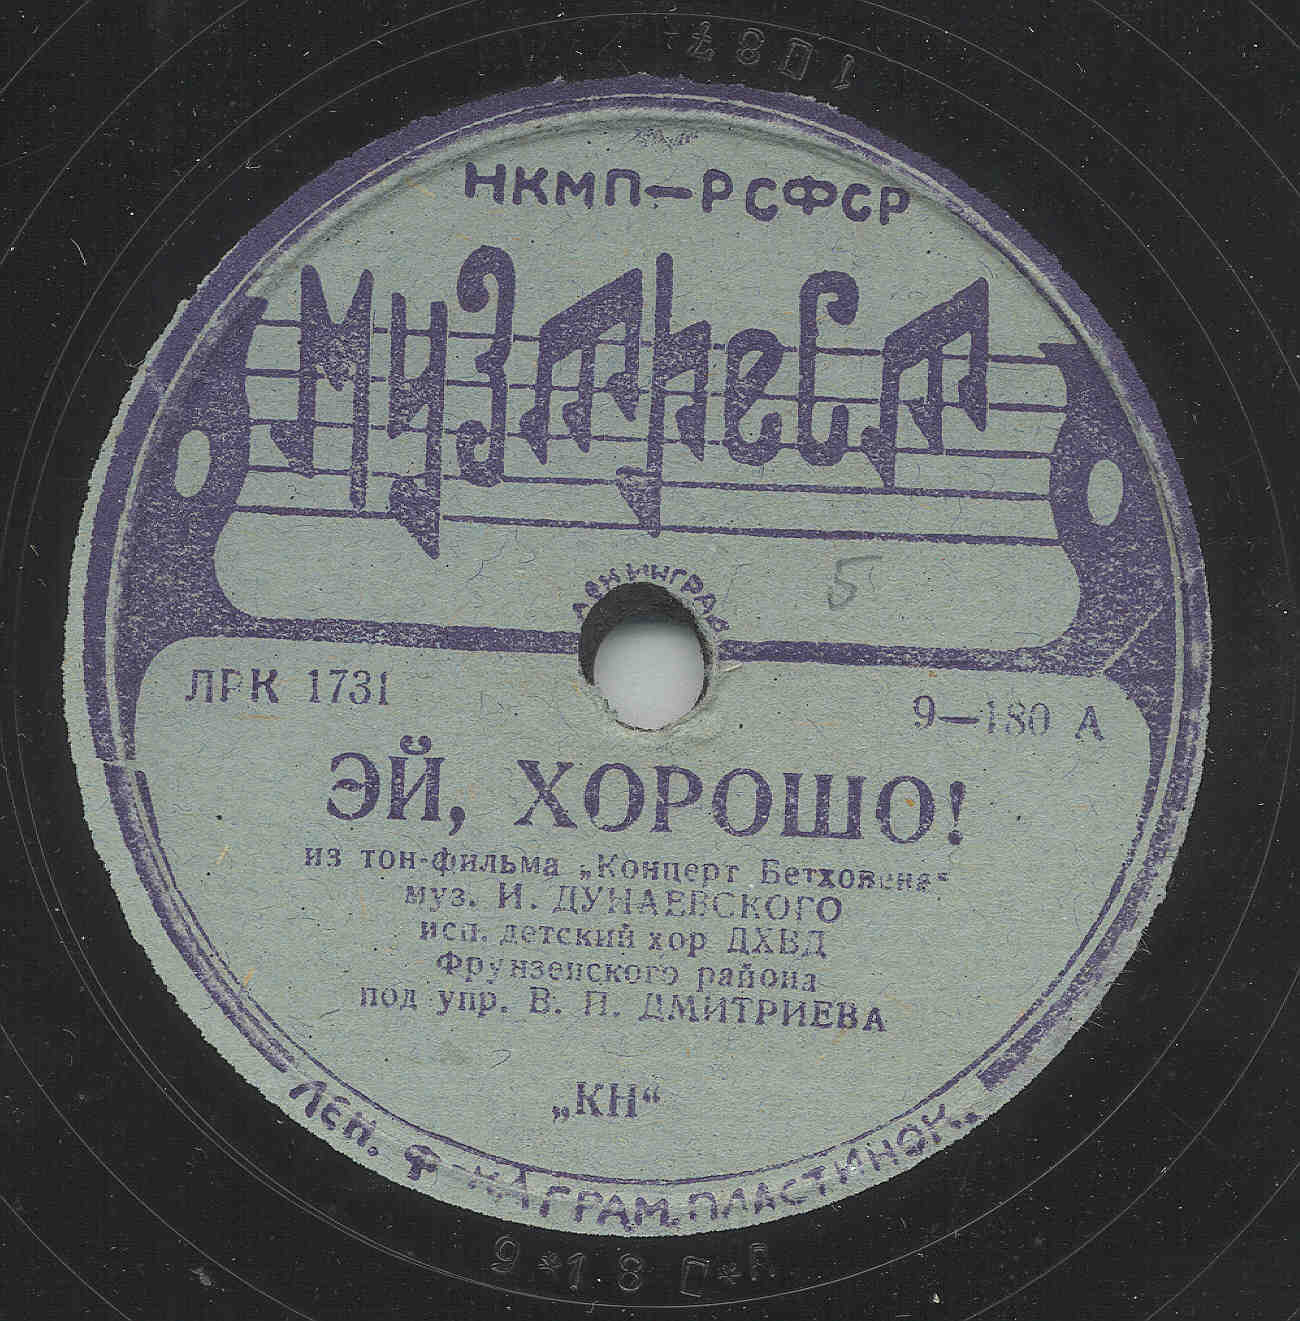 1937
НКМП—РСФСР
Музтрест
5
ЛЕНИНГРАД
ЛРК 1731
9—180 А
ЭЙ, ХОРОШО!
из тон-фильма „Концерт Бетховена“
муз. И. ДУНАЕВСКОГО
исп. детский хор ДХВД
Фрунзенского района
под упр. В. П. ДМИТРИЕВА
„КН“
ЛЕН. Ф-КА ГРАМ. ПЛАСТИНОК.